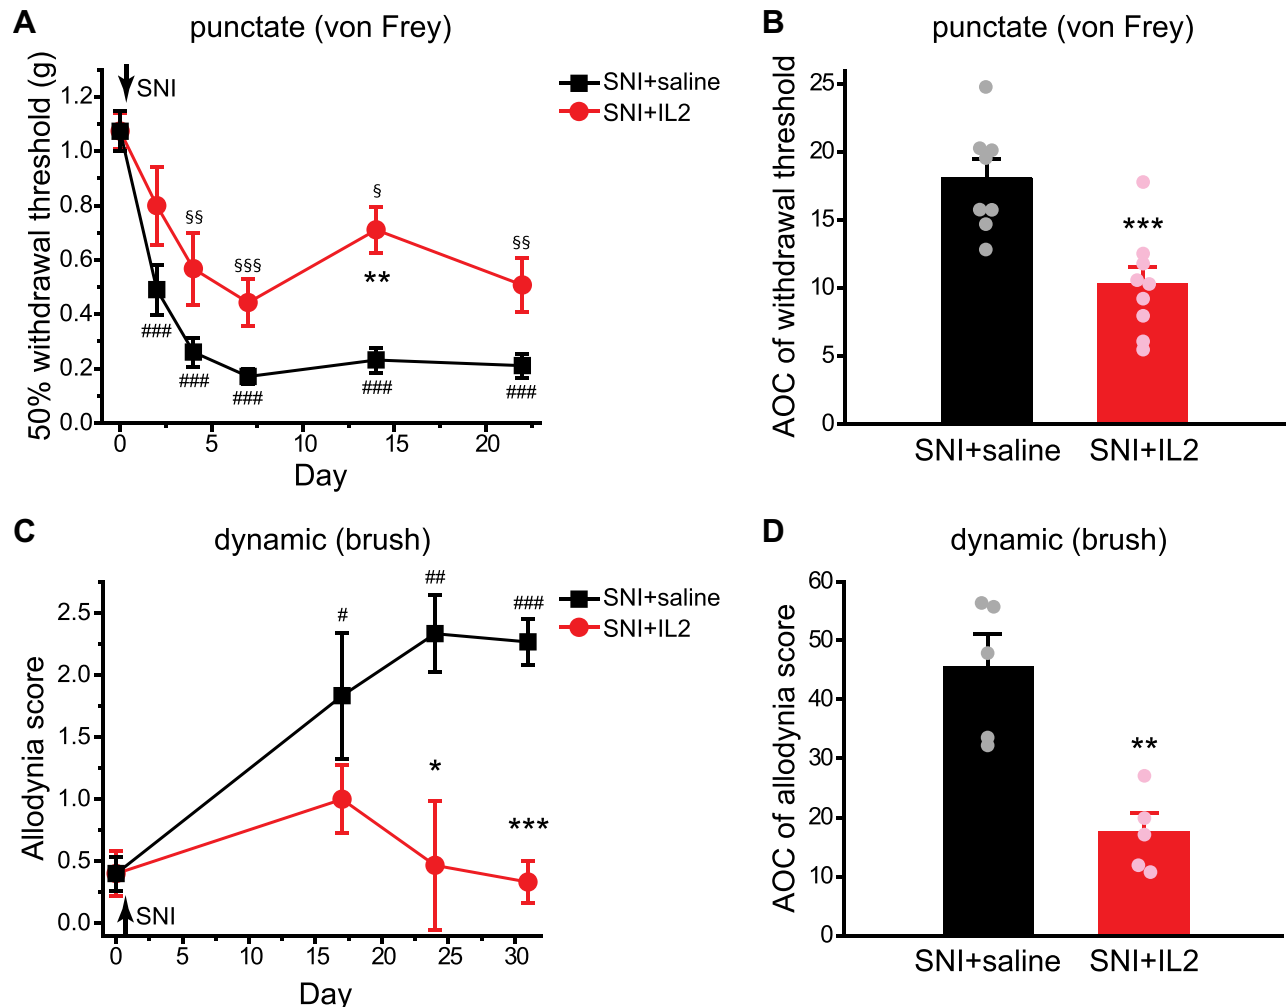 A
punctate (von Frey)
50% withdrawal threshold (g)
1.2
1.0
0.8
0.6
0.4
0.2
0.0
SNI
§§
§§§
§
§§
**
###
###
###
###
###
0
5
10
15
20
Day
SNI+saline
SNI+IL2
B
punctate (von Frey)
AOC of withdrawal threshold
25
20
15
10
5
0
***
SNI+saline
SNI+IL2
C
dynamic (brush)
Allodynia score
2.5
2.0
1.5
1.0
0.5
0.0
#
##
###
*
***
SNI
0
5
10
15
20
25
30
Day
SNI+saline
SNI+IL2
D
dynamic (brush)
AOC of allodynia score
60
50
40
30
20
10
0
**
SNI+saline
SNI+IL2